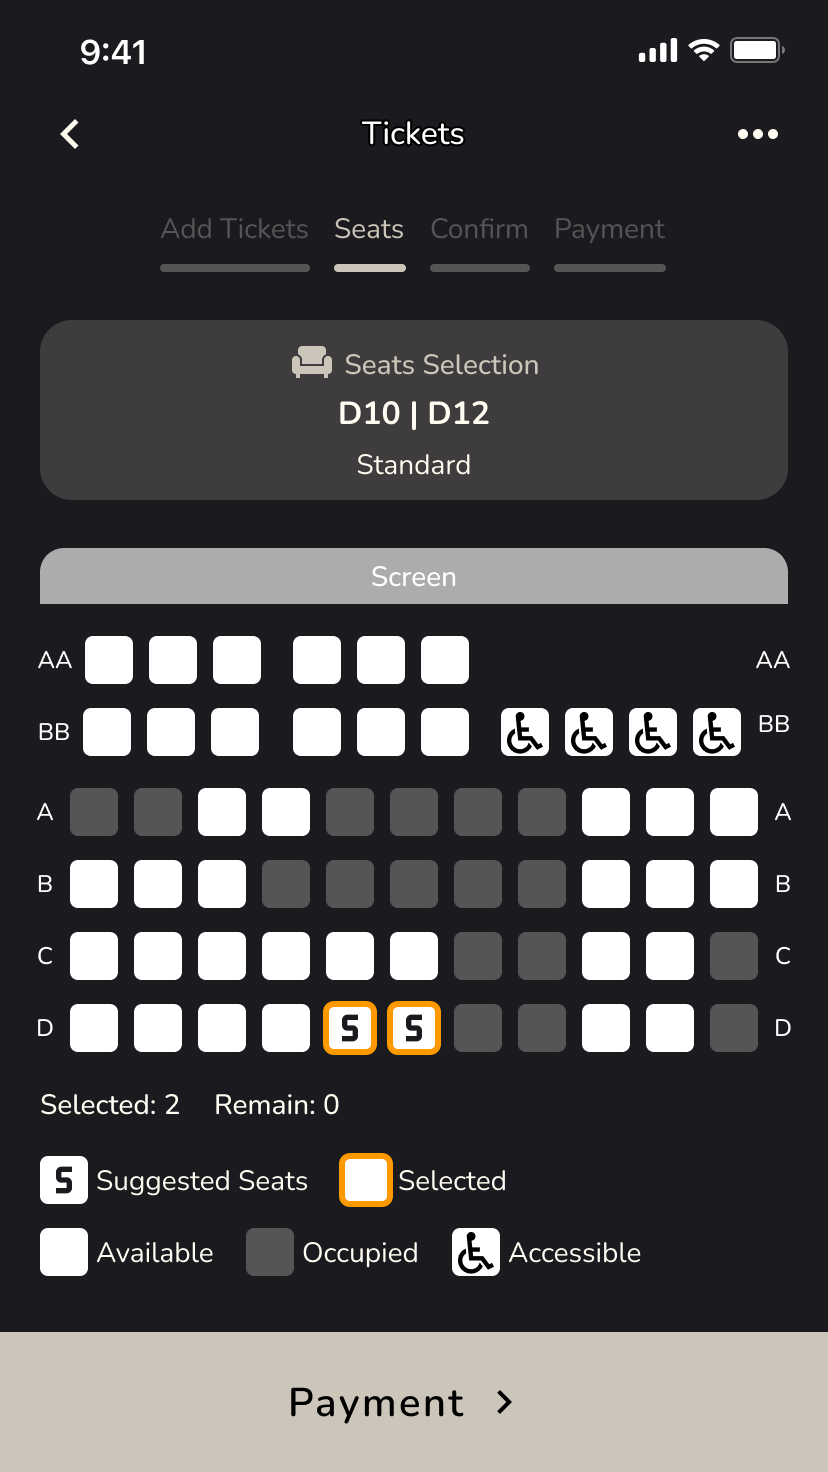 9:41
Tickets
Add Tickets Seats Confirm Payment
Seats Selection
D10 | D12
Standard
Screen
AA AA
BB BB
A A
B B
C C
D S S D
Selected: 2 Remain: 0
S Suggested Seats Selected
Available Occupied Accessible
Payment